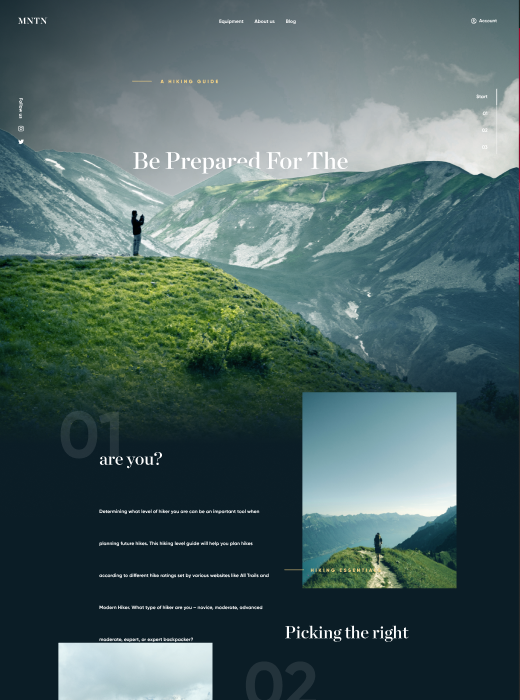 MNTN
Equipment
About us
Blog
Account
A HIKING GUIDE
Follow us
Start
01
02
03
Be Prepared For The
01
are you?
Determining what level of hiker you are can be an important tool when
planning future hikes. This hiking level guide will help you plan hikes
according to different hike ratings set by various websites like All Trails and
Modern Hiker. What type of hiker are you – novice, moderate, advanced
moderate, expert, or expert backpacker?
HIKING ESSENTIALS
Picking the right
02